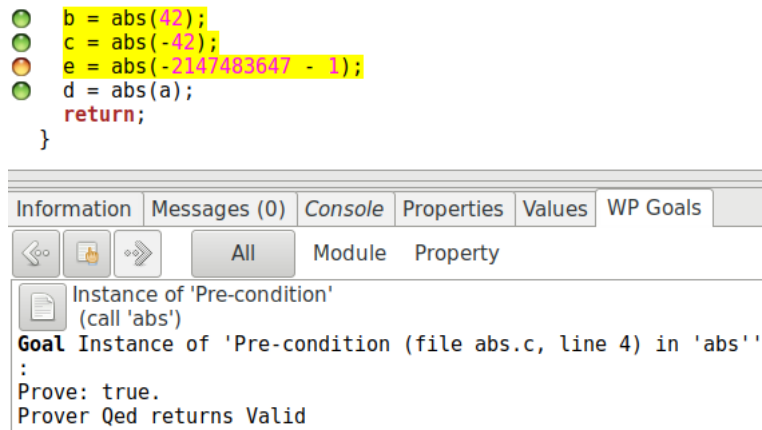 b = abs(42);
c = abs(-42);
e = abs(-2147483647 - 1);
d = abs(a);
return;
}
Information Messages (0) Console Properties Values WP Goals
All Module Property
Instance of 'Pre-condition'
(call 'abs')
Goal Instance of 'Pre-condition (file abs.c, line 4) in 'abs''
:
Prove: true.
Prover Qed returns Valid